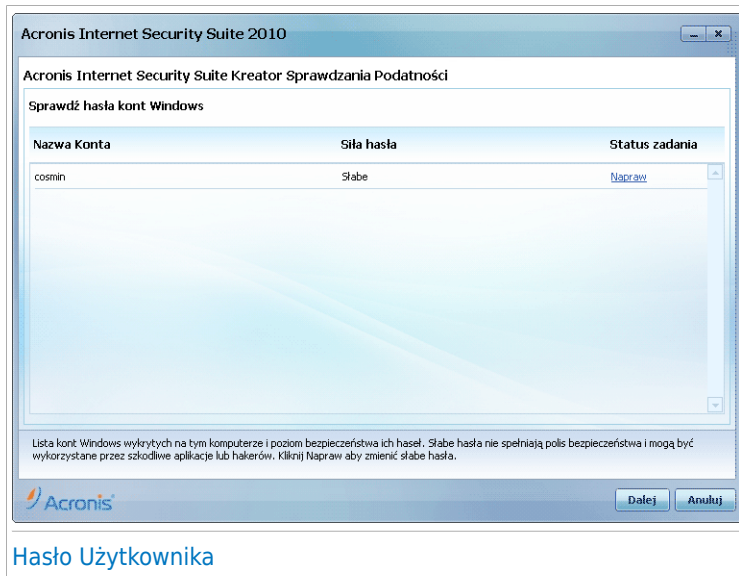 Acronis Internet Security Suite 2010
Acronis Internet Security Suite Kreator Sprawdzania Podatności
Sprawdź hasła kont Windows
Nazwa Konta Siła hasła Status zadania
cosmin Słabe Napraw
Lista kont Windows wykrytych na tym komputerze i poziom bezpieczeństwa ich haseł. Słabe hasła nie spełniają polis bezpieczeństwa i mogą być
wykorzystane przez szkodliwe aplikacje lub hakerów. Kliknij Napraw aby zmienić słabe hasła.
Acronis Dalej Anuluj
Hasło Użytkownika